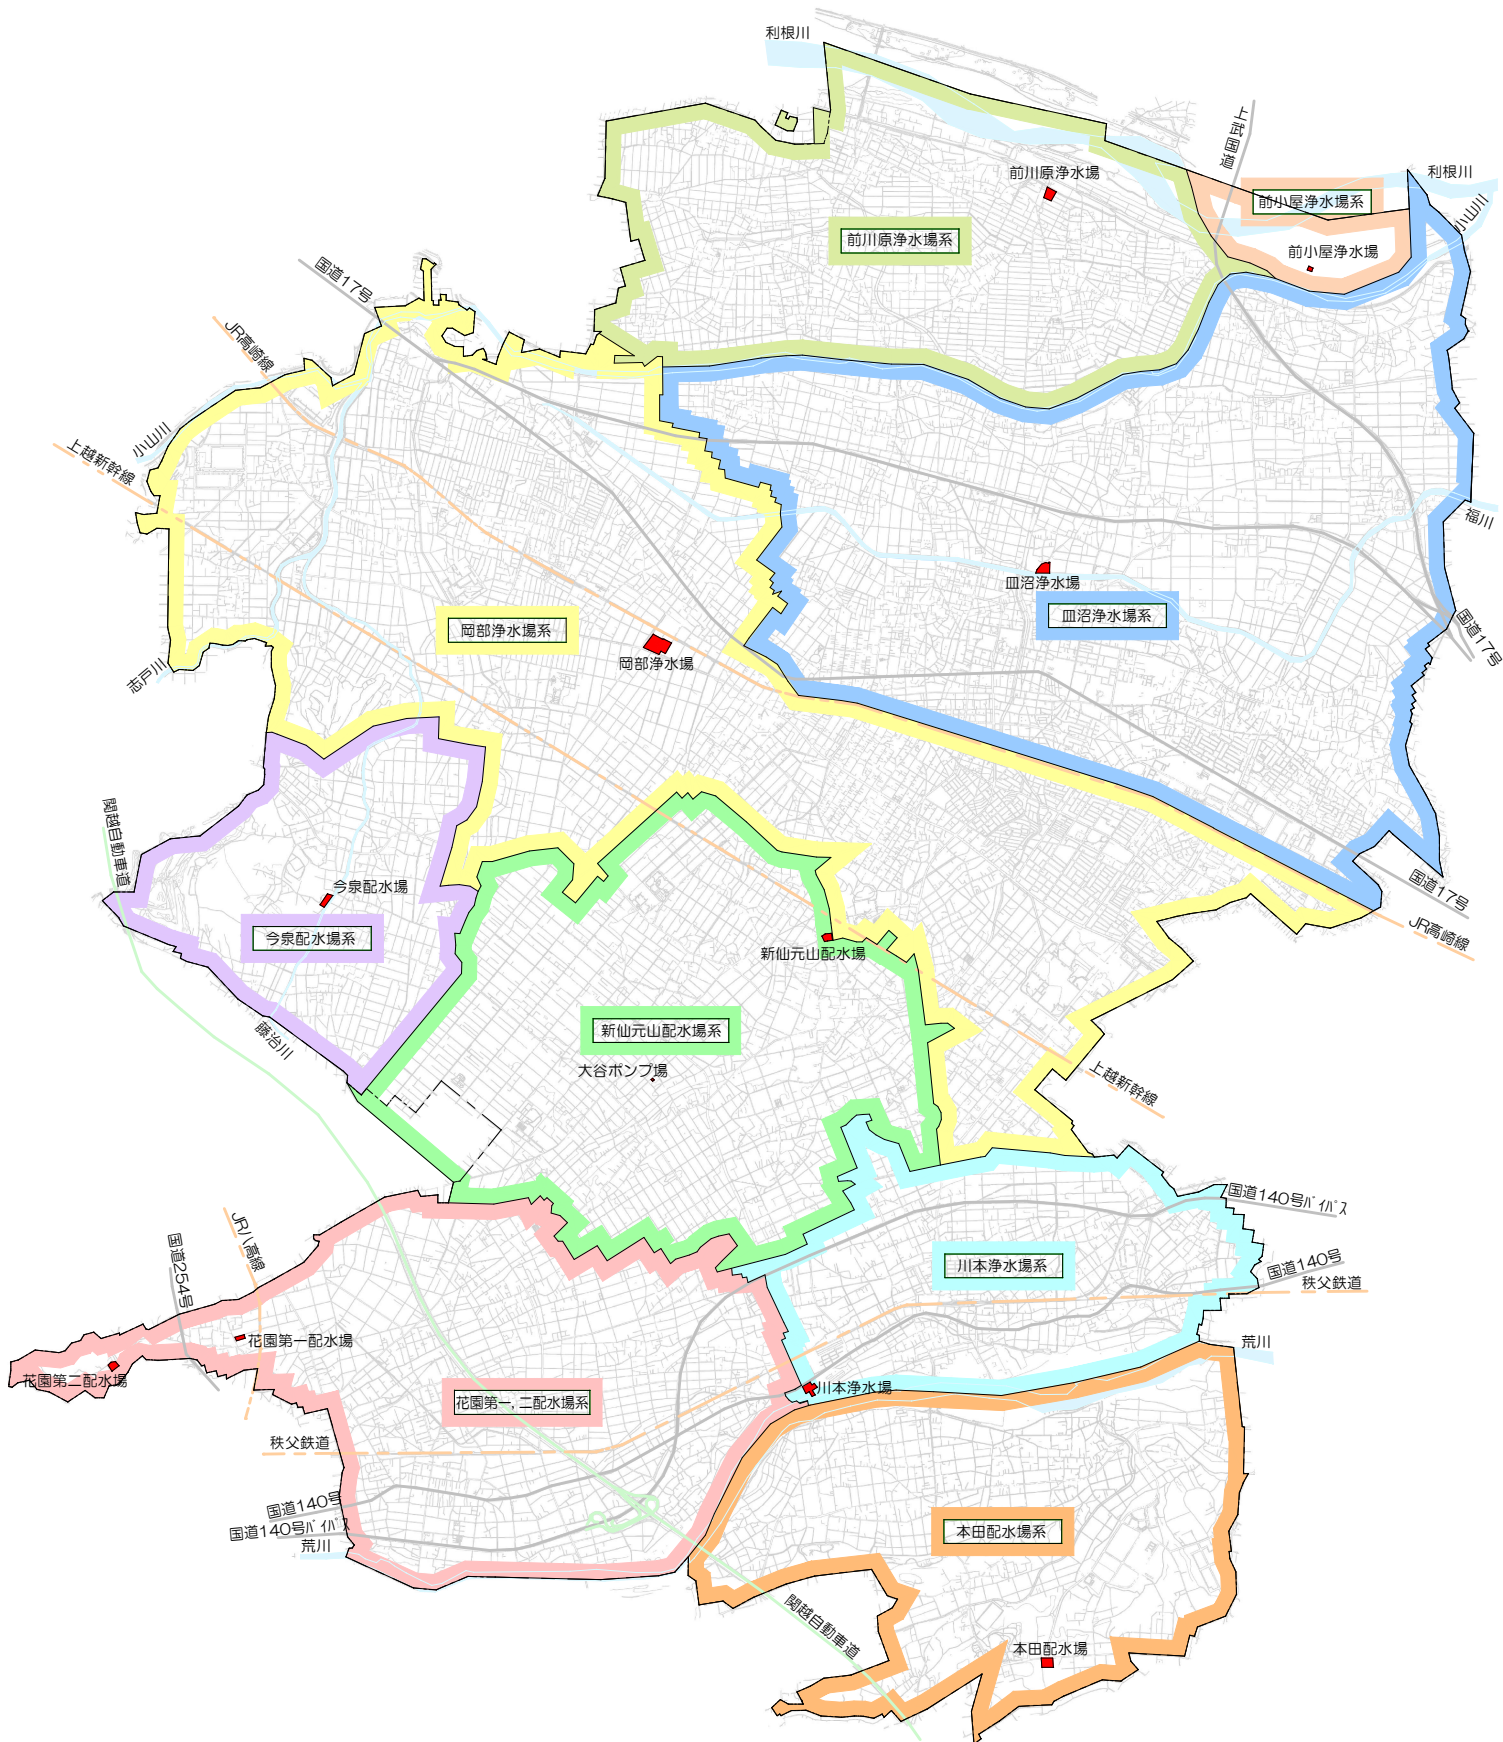 利根川
上武国道
前川原浄水場
利根川
前小屋浄水場系
小山川
前川原浄水場系
前小屋浄水場
国道17号
JR高崎線
小山川
上越新幹線
福川
皿沼浄水場
皿沼浄水場系
岡部浄水場系
国道17号
岡部浄水場
志戸川
関越自動車道
今泉配水場
国道17号
今泉配水場系
JR高崎線
新仙元山配水場
新仙元山配水場系
藤治川
大谷ポンプ場
上越新幹線
国道140号バイパス
JR八高線
国道254号
川本浄水場系
国道140号
秩父鉄道
花園第一配水場
荒川
花園第二配水場
川本浄水場
花園第一,二配水場系
秩父鉄道
国道140号
国道140号バイパス
本田配水場系
荒川
関越自動車道
本田配水場